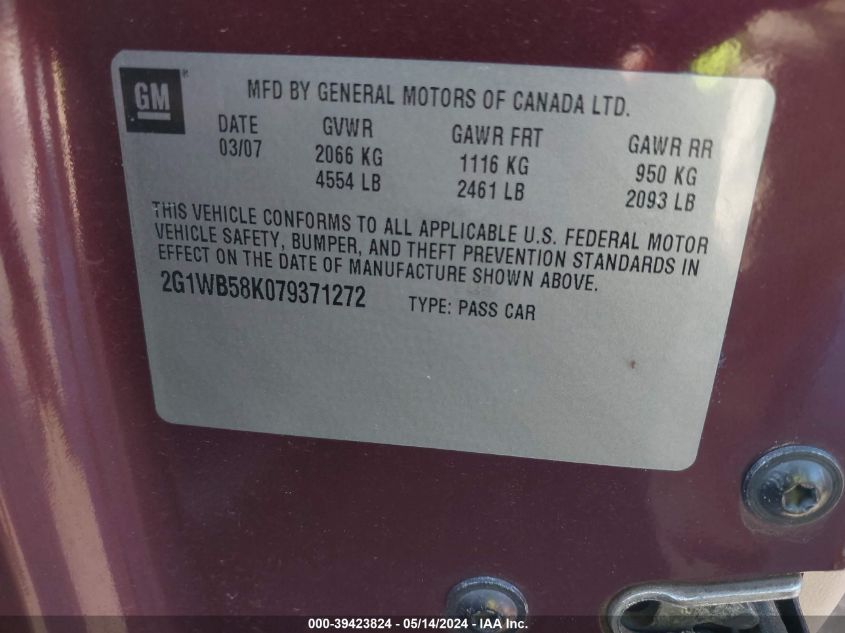 GM ®
MFD BY GENERAL MOTORS OF CANADA LTD.
DATE GVWR GAWR FRT GAWR RR
03/07 2066 KG 1116 KG 950 KG
4554 LB 2461 LB 2093 LB
THIS VEHICLE CONFORMS TO ALL APPLICABLE U.S. FEDERAL MOTOR
VEHICLE SAFETY, BUMPER, AND THEFT PREVENTION STANDARDS IN
EFFECT ON THE DATE OF MANUFACTURE SHOWN ABOVE.
2G1WB58K079371272 TYPE: PASS CAR
000-39423824 - 05/14/2024 - IAA Inc.